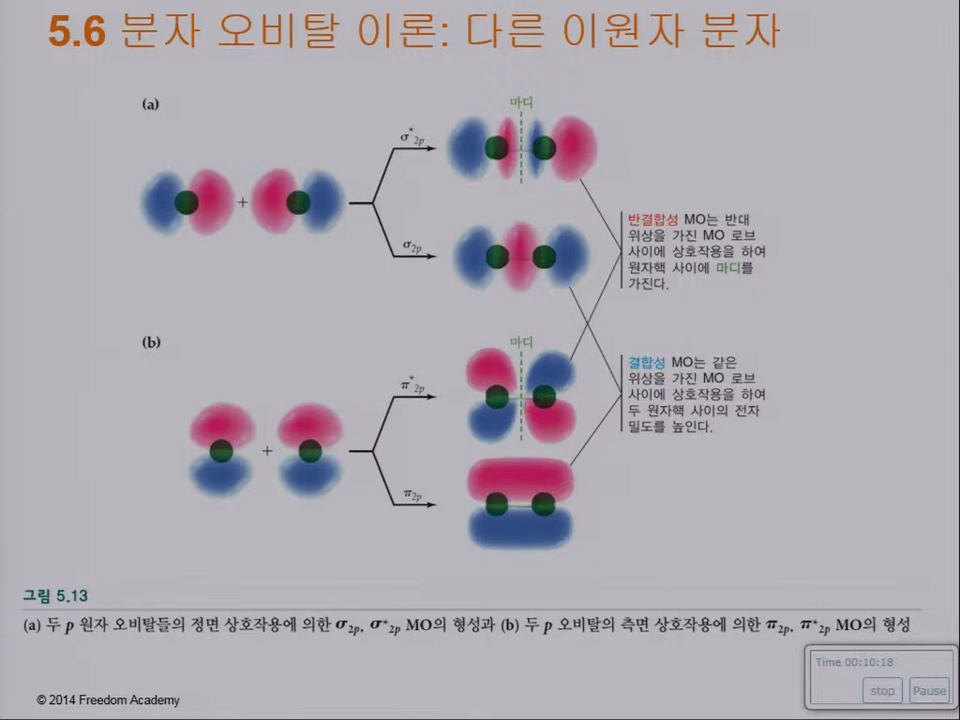 5.6 분자 오비탈 이론: 다른 이원자 분자
(a)
마디
σ*2p
+
σ2p
반결합성 MO는 반대
위상을 가진 MO 로브
사이에 상호작용을 하여
원자핵 사이에 마디를
가진다.
(b)
마디
π*2p
+
π2p
결합성 MO는 같은
위상을 가진 MO 로브
사이에 상호작용을 하여
두 원자핵 사이의 전자
밀도를 높인다.
그림 5.13
(a) 두 p 원자 오비탈들의 정면 상호작용에 의한 σ2p, σ*2p MO의 형성과 (b) 두 p 오비탈의 측면 상호작용에 의한 π2p, π*2p MO의 형성
Time 00:10:18
stop
Pause
© 2014 Freedom Academy